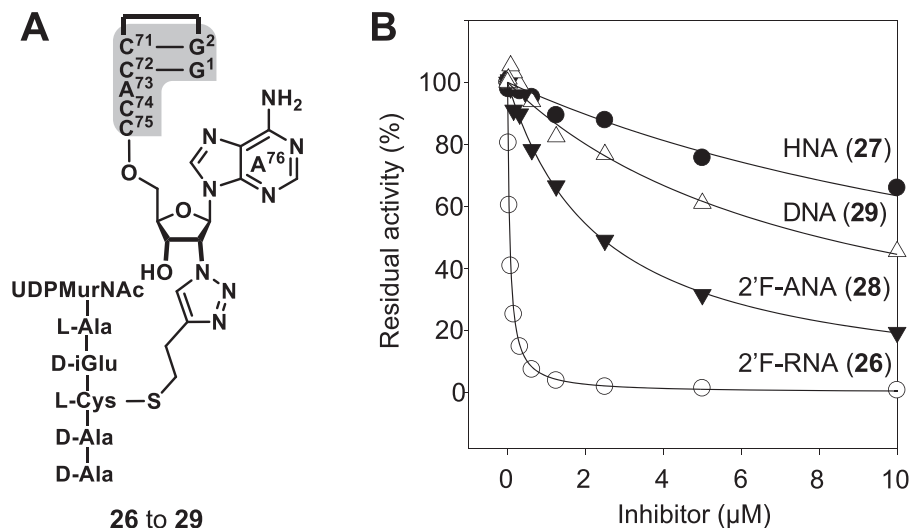 A
C⁷¹ — G²
C⁷² — G¹
A⁷³
C⁷⁴
C⁷⁵
O
NH₂
N
N
A⁷⁶
N
N
O
HO
N
N
N
UDPMurNAc
L-Ala
D-iGlu
L-Cys — S
D-Ala
D-Ala
26 to 29
B
Residual activity (%)
100
80
60
40
20
0
HNA (27)
DNA (29)
2'F-ANA (28)
2'F-RNA (26)
0 2 4 6 8 10
Inhibitor (µM)